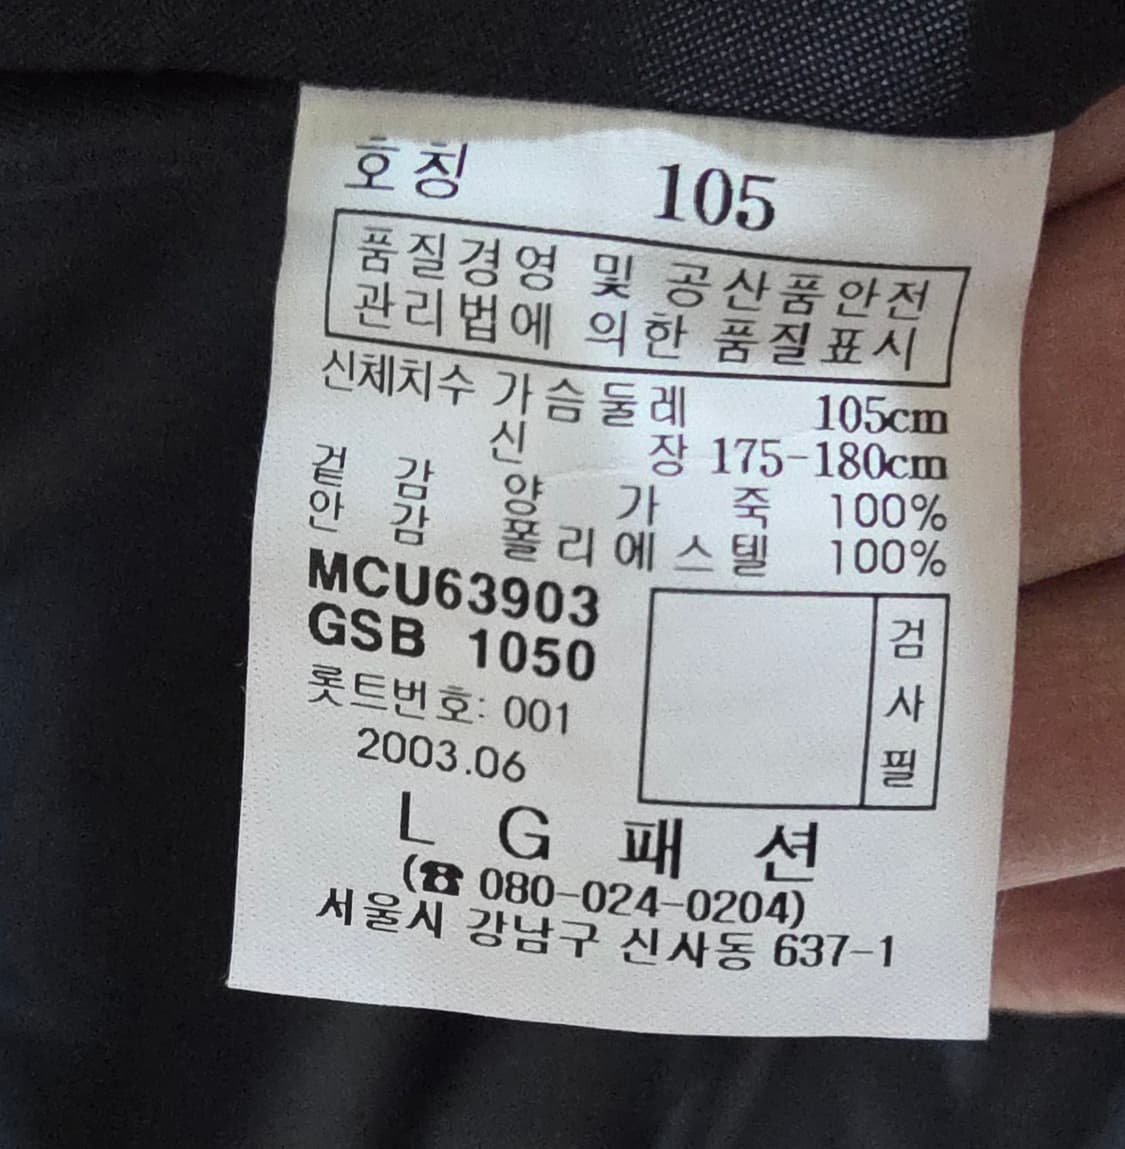 호칭 105
품질경영 및 공산품안전
관리법에 의한 품질표시
신체치수 가슴둘레 105cm
신장 175-180cm
겉감 양가죽 100%
안감 폴리에스텔 100%
MCU63903
GSB 1050
롯트번호: 001
2003.06
검사필
LG패션
(☎ 080-024-0204)
서울시 강남구 신사동 637-1